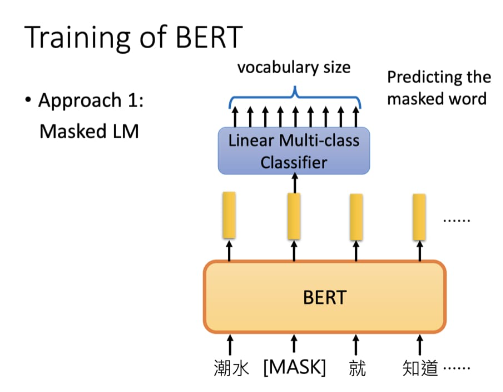 Training of BERT
• Approach 1:
Masked LM
vocabulary size
Predicting the
masked word
Linear Multi-class
Classifier
……
BERT
潮水 [MASK] 就 知道 ……